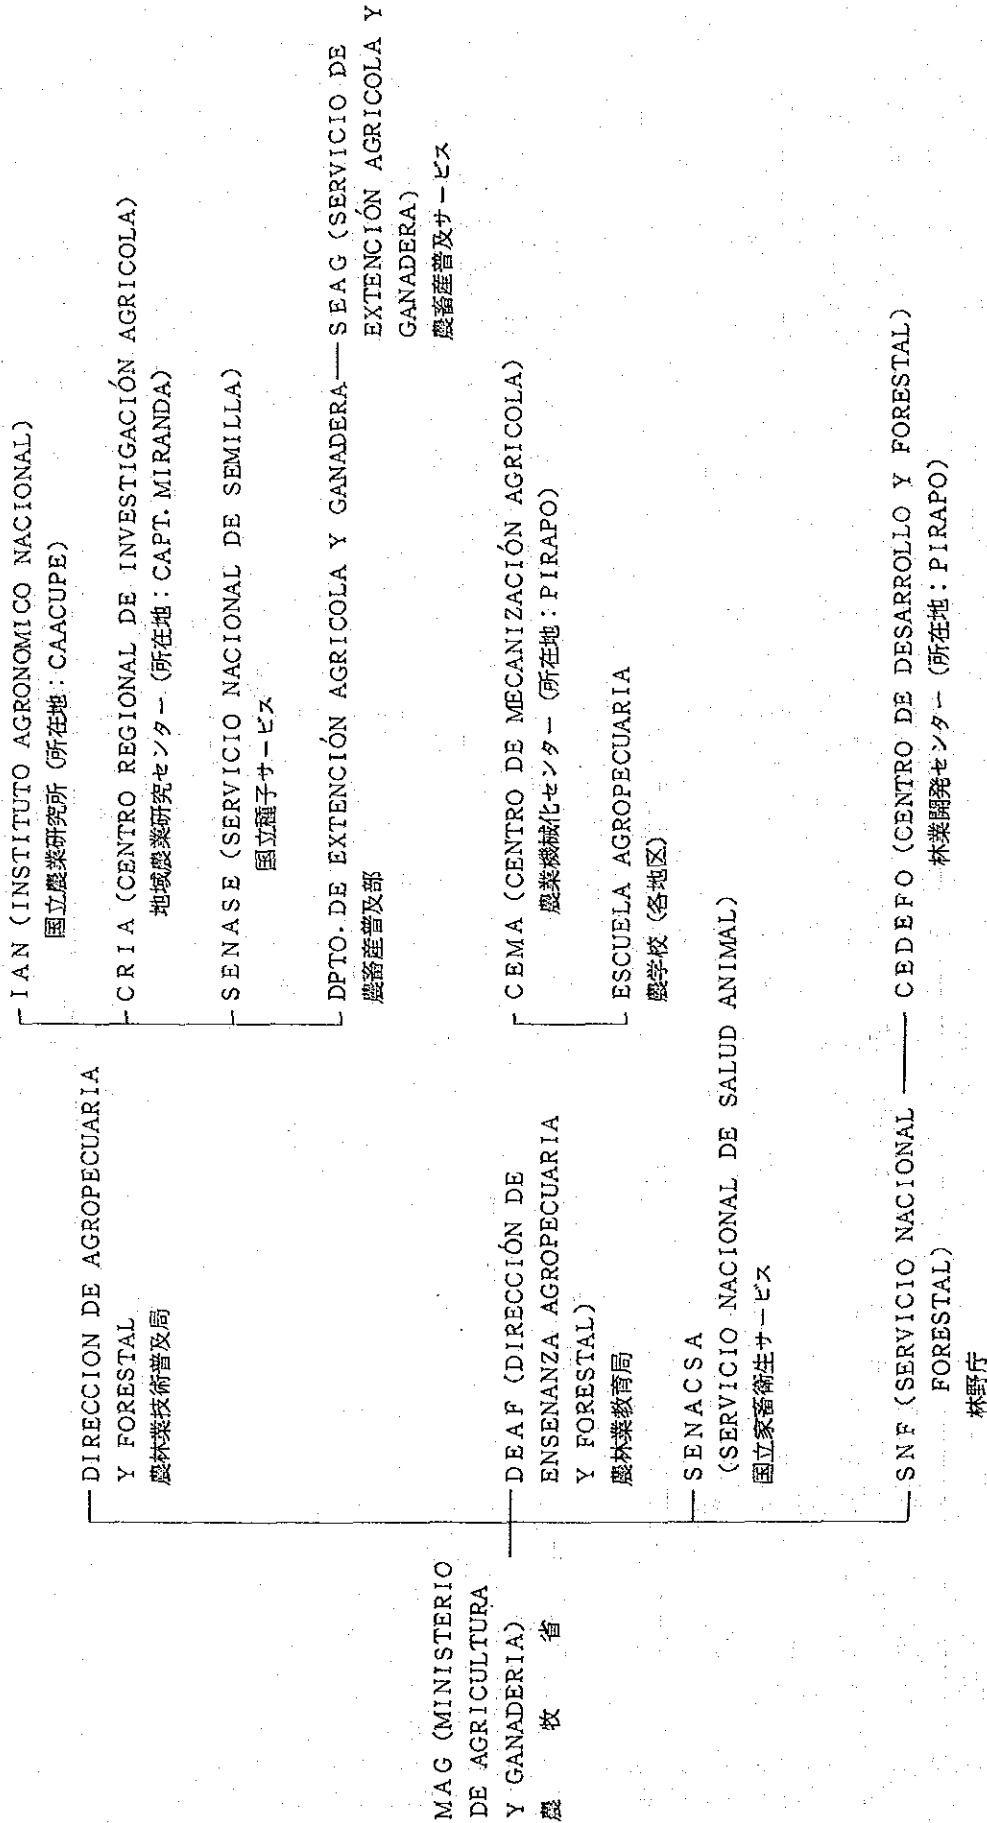 MAG (MINISTERIO
DE AGRICULTURA
Y GANADERIA)
農牧省
DIRECCION DE AGROPECUARIA
Y FORESTAL
農林業技術普及局
IAN (INSTITUTO AGRONOMICO NACIONAL)
国立農業研究所 (所在地:CAACUPE)
CRIA (CENTRO REGIONAL DE INVESTIGACIÓN AGRICOLA)
地域農業研究センター (所在地:CAPT. MIRANDA)
SENASE (SERVICIO NACIONAL DE SEMILLA)
国立種子サービス
DPTO. DE EXTENCIÓN AGRICOLA Y GANADERA
農畜産普及部
SEAG (SERVICIO DE
EXTENCIÓN AGRICOLA Y
GANADERA)
農畜産普及サービス
DEAF (DIRECCIÓN DE
ENSENANZA AGROPECUARIA
Y FORESTAL)
農林業教育局
CEMA (CENTRO DE MECANIZACIÓN AGRICOLA)
農業機械化センター (所在地:PIRAPO)
ESCUELA AGROPECUARIA
農学校 (各地区)
SENACSA
(SERVICIO NACIONAL DE SALUD ANIMAL)
国立家畜衛生サービス
SNF (SERVICIO NACIONAL
FORESTAL)
林野庁
CEDEFO (CENTRO DE DESARROLLO Y FORESTAL)
林業開発センター (所在地:PIRAPO)